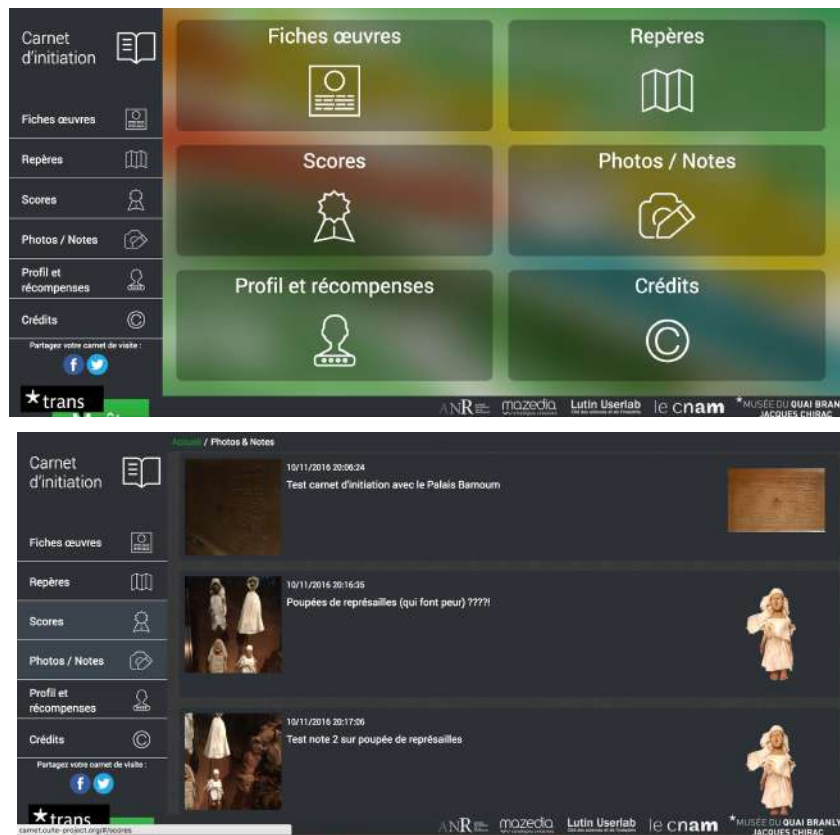 Carnet
d'initiation
Fiches œuvres
Repères
Scores
Photos / Notes
Profil et
récompenses
Crédits
Partagez votre carnet de visite :
f
*trans
Fiches œuvres
Repères
Scores
Photos / Notes
Profil et récompenses
Crédits
©
ANR
mazedia
Lutin Userlab
le cnam
*MUSÉE DU QUAI BRAN
JACQUES CHIRAC
Accueil / Photos & Notes
Carnet
d'initiation
Fiches œuvres
Repères
Scores
Photos / Notes
Profil et
récompenses
Crédits
Partagez votre carnet de visite :
f
*trans
carnet.culte-project.org/#/scores
10/11/2016 20:06:24
Test carnet d'initiation avec le Palais Bamoum
10/11/2016 20:16:35
Poupées de représailles (qui font peur) ????!
10/11/2016 20:17:06
Test note 2 sur poupée de représailles
ANR
mazedia
Lutin Userlab
le cnam
*MUSÉE DU QUAI BRANLY
JACQUES CHIRAC